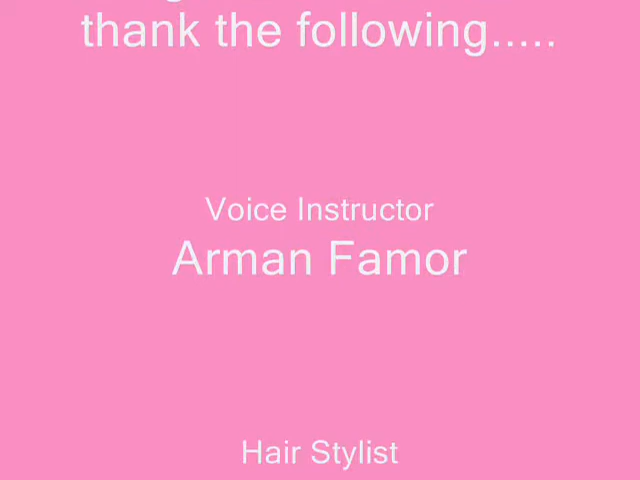 thank the following.....
Voice Instructor
Arman Famor
Hair Stylist